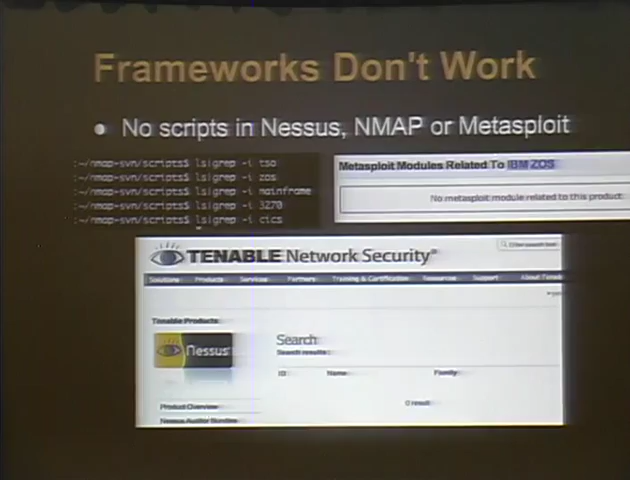 Frameworks Don't Work
• No scripts in Nessus, NMAP or Metasploit
:~/nmap-svn/scripts$ ls|grep -i tso
:~/nmap-svn/scripts$ ls|grep -i zos
:~/nmap-svn/scripts$ ls|grep -i mainframe
:~/nmap-svn/scripts$ ls|grep -i 3270
:~/nmap-svn/scripts$ ls|grep -i cics
Metasploit Modules Related To IBM ZOS
No metasploit module related to this product
TENABLE Network Security®
Solutions Products Services Partners Training & Certification Resources Support About
Tenable Products
Nessus
Search
Search results:
ID Name Family
0 result
Product Overview
Nessus Auditor Bundles